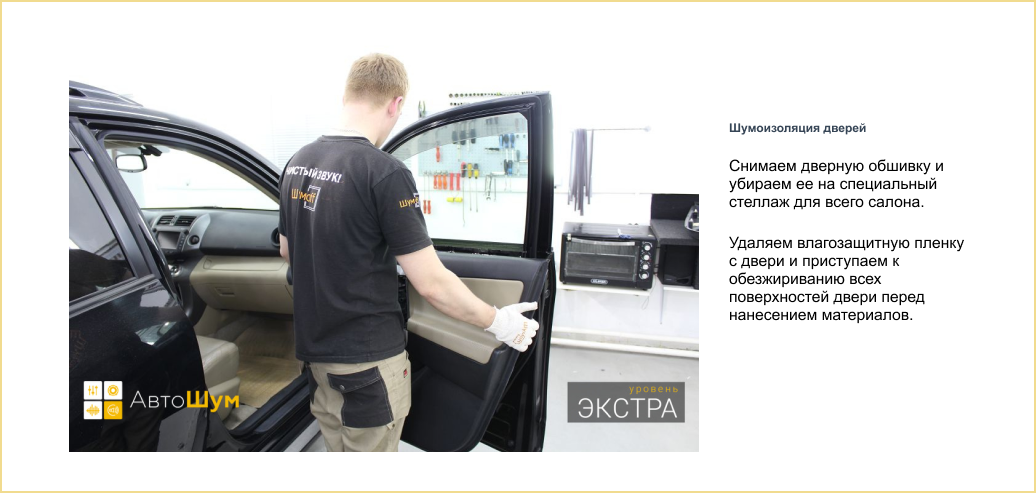 Шумоизоляция дверей
Снимаем дверную обшивку и
убираем ее на специальный
стеллаж для всего салона.
Удаляем влагозащитную пленку
с двери и приступаем к
обезжириванию всех
поверхностей двери перед
нанесением материалов.
ЧИСТЫЙ ЗВУК!
Шумoff
АвтоШум
уровень
ЭКСТРА